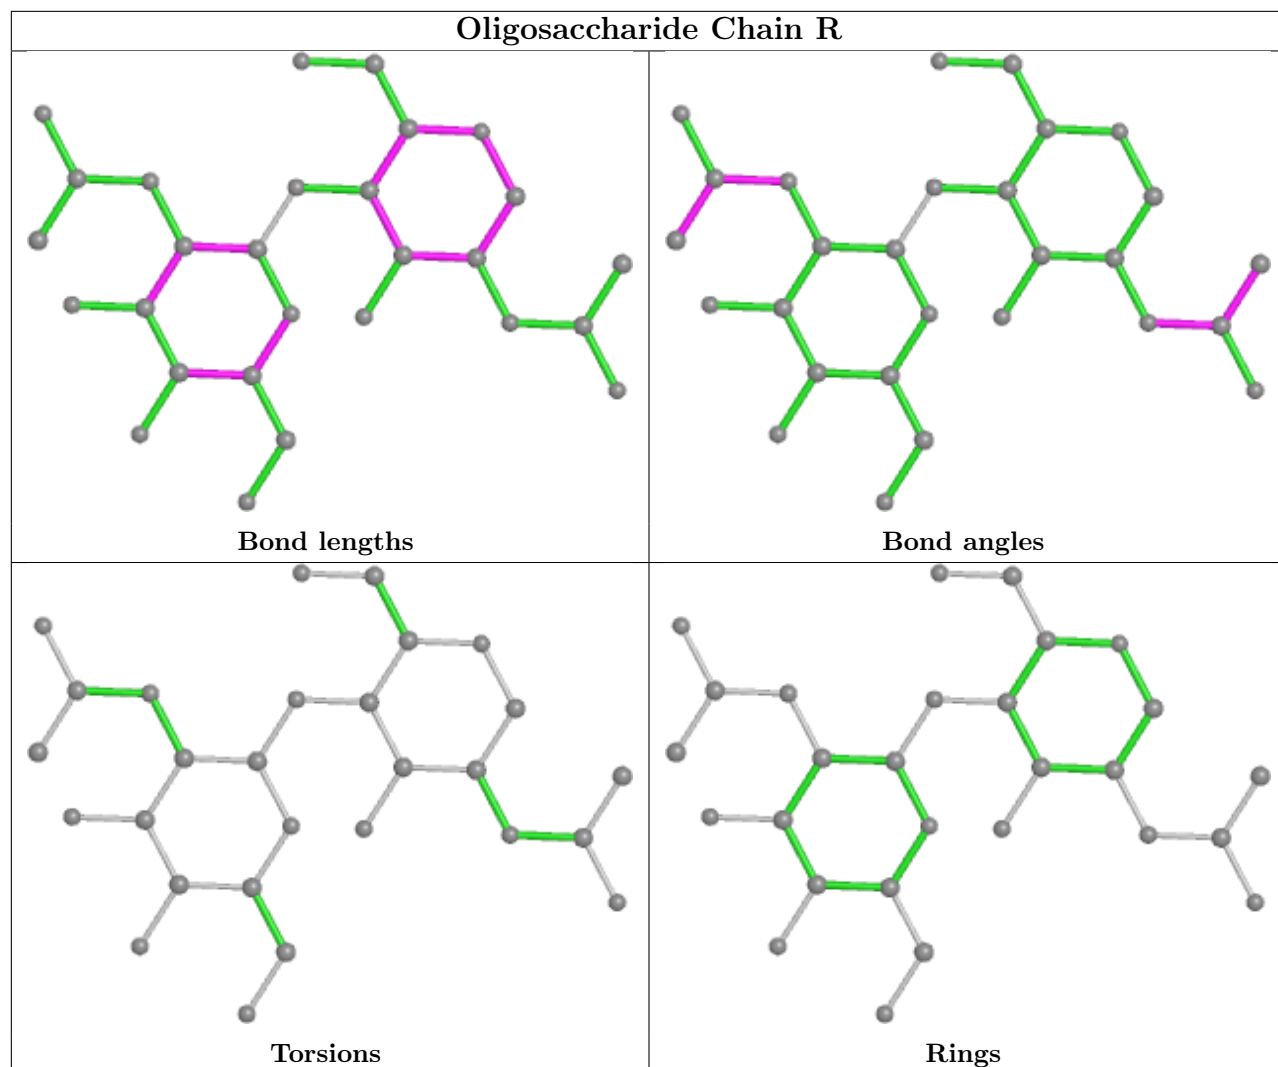 Oligosaccharide Chain R
Bond lengths
Bond angles
Torsions
Rings